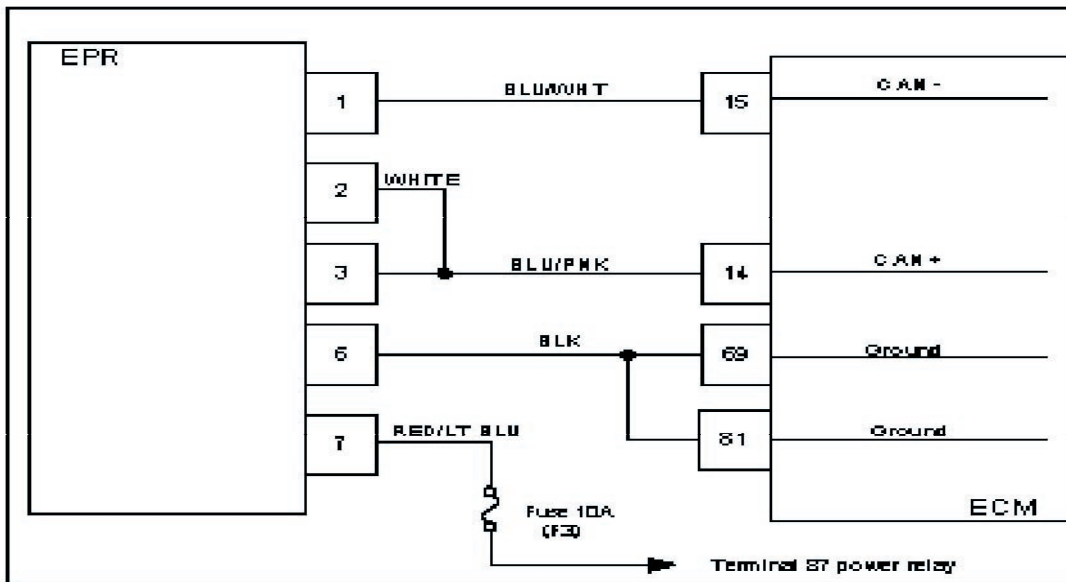 EPR
1
BLU/WHT
15
CAN -
2
WHITE
3
BLU/PNK
14
CAN +
6
BLK
69
Ground
7
RED/LT BLU
81
Ground
Fuse 10A
(F3)
ECM
Terminal 87 power relay